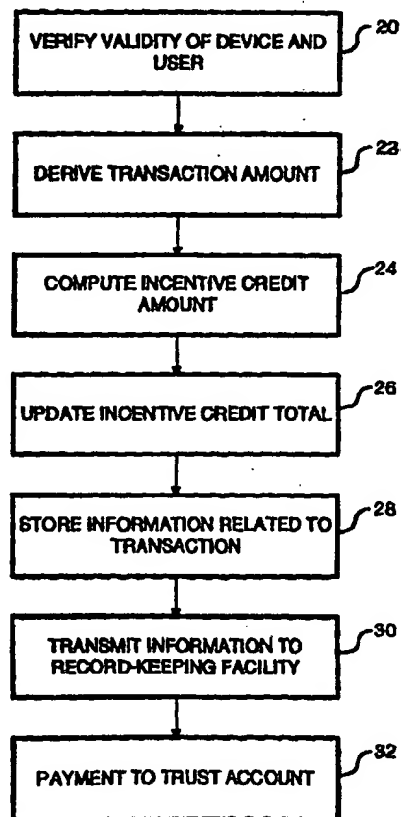 VERIFY VALIDITY OF DEVICE AND
USER
20
DERIVE TRANSACTION AMOUNT
23
COMPUTE INCENTIVE CREDIT
AMOUNT
24
UPDATE INCENTIVE CREDIT TOTAL
26
STORE INFORMATION RELATED TO
TRANSACTION
28
TRANSMIT INFORMATION TO
RECORD-KEEPING FACILITY
30
PAYMENT TO TRUST ACCOUNT
32